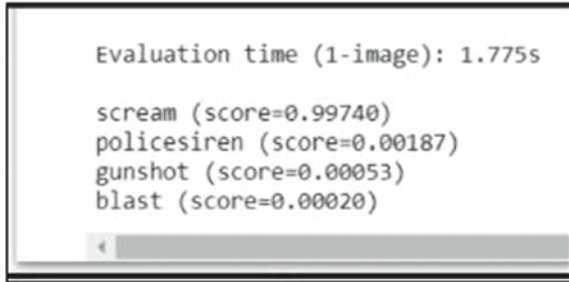 Evaluation time (1-image): 1.775s
scream (score=0.99740)
policesiren (score=0.00187)
gunshot (score=0.00053)
blast (score=0.00020)